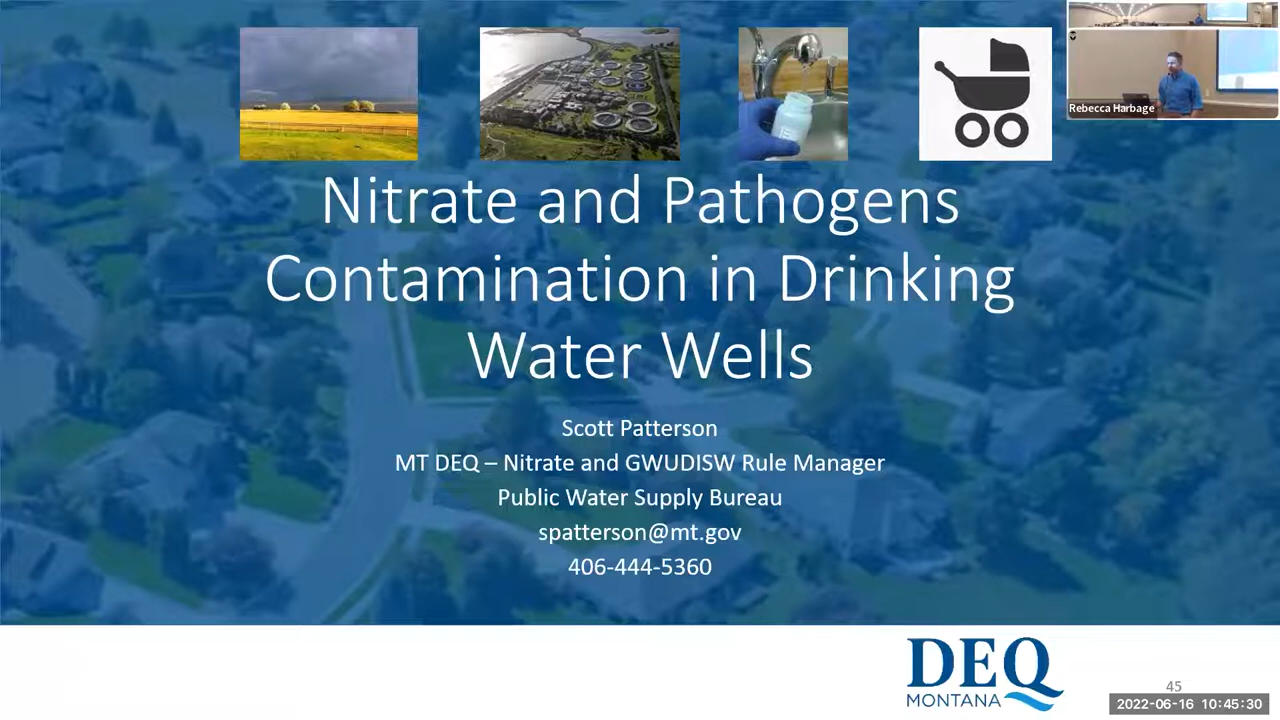 Rebecca Harbage
Nitrate and Pathogens
Contamination in Drinking
Water Wells
Scott Patterson
MT DEQ – Nitrate and GWUDISW Rule Manager
Public Water Supply Bureau
spatterson@mt.gov
406-444-5360
DEQ
MONTANA
45
2022-06-16 10:45:30